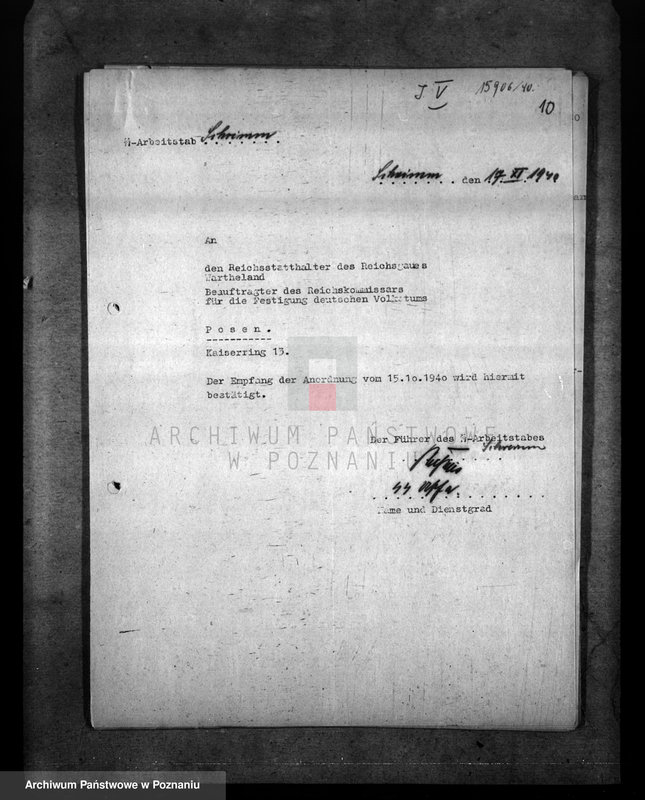 J V 15906/40.
10
SS-Arbeitstab Schrimm
Schrimm, den 17. XI. 1940
An
den Reichsstatthalter des Reichsgaues
Wartheland
Beauftragter des Reichskommissars
für die Festigung deutschen Volkstums
Posen.
Kaiserring 13.
Der Empfang der Anordnung vom 15.10.1940 wird hiermit
bestätigt.
ARCHIWUM PAŃSTWOWE
W POZNANIU
Der Führer des SS-Arbeitstabes
Schrimm
Name und Dienstgrad
Archiwum Państwowe w Poznaniu